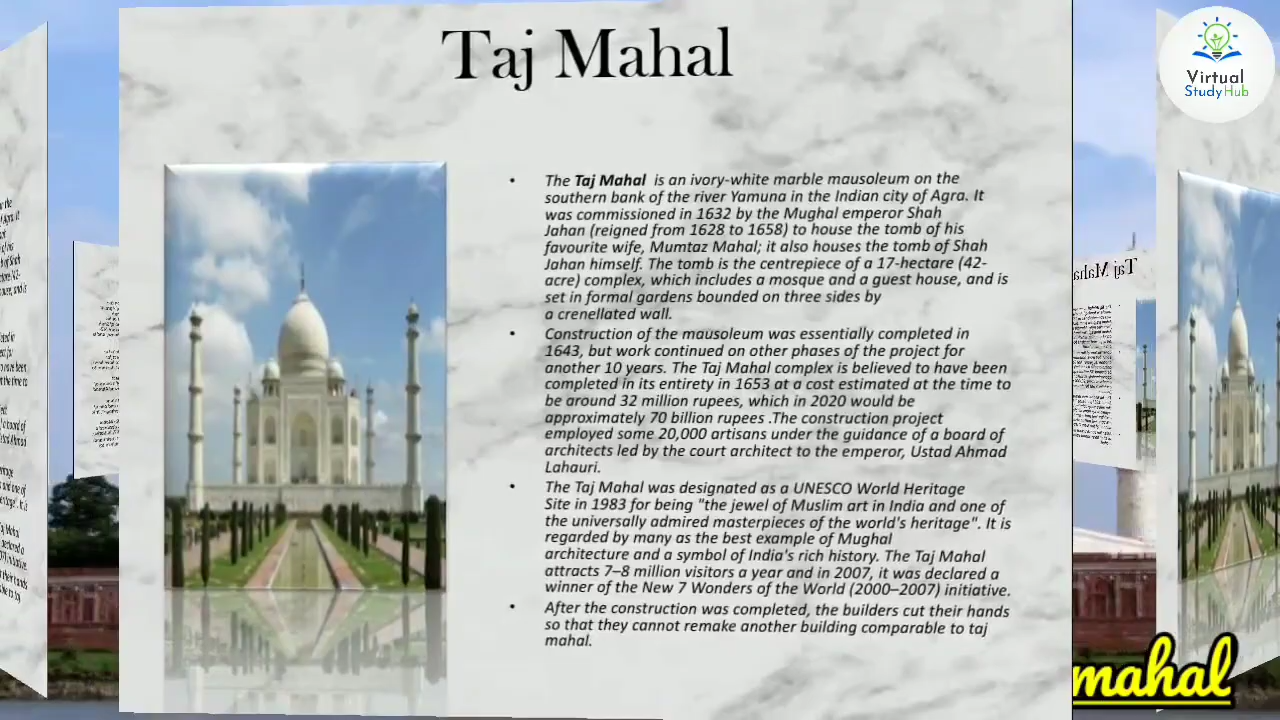 Taj Mahal
Virtual
Study Hub
• The Taj Mahal is an ivory-white marble mausoleum on the
southern bank of the river Yamuna in the Indian city of Agra. It
was commissioned in 1632 by the Mughal emperor Shah
Jahan (reigned from 1628 to 1658) to house the tomb of his
favourite wife, Mumtaz Mahal; it also houses the tomb of Shah
Jahan himself. The tomb is the centrepiece of a 17-hectare (42-
acre) complex, which includes a mosque and a guest house, and is
set in formal gardens bounded on three sides by
a crenellated wall.
• Construction of the mausoleum was essentially completed in
1643, but work continued on other phases of the project for
another 10 years. The Taj Mahal complex is believed to have been
completed in its entirety in 1653 at a cost estimated at the time to
be around 32 million rupees, which in 2020 would be
approximately 70 billion rupees .The construction project
employed some 20,000 artisans under the guidance of a board of
architects led by the court architect to the emperor, Ustad Ahmad
Lahauri.
• The Taj Mahal was designated as a UNESCO World Heritage
Site in 1983 for being "the jewel of Muslim art in India and one of
the universally admired masterpieces of the world's heritage". It is
regarded by many as the best example of Mughal
architecture and a symbol of India's rich history. The Taj Mahal
attracts 7–8 million visitors a year and in 2007, it was declared a
winner of the New 7 Wonders of the World (2000–2007) initiative.
• After the construction was completed, the builders cut their hands
so that they cannot remake another building comparable to taj
mahal.
mahal